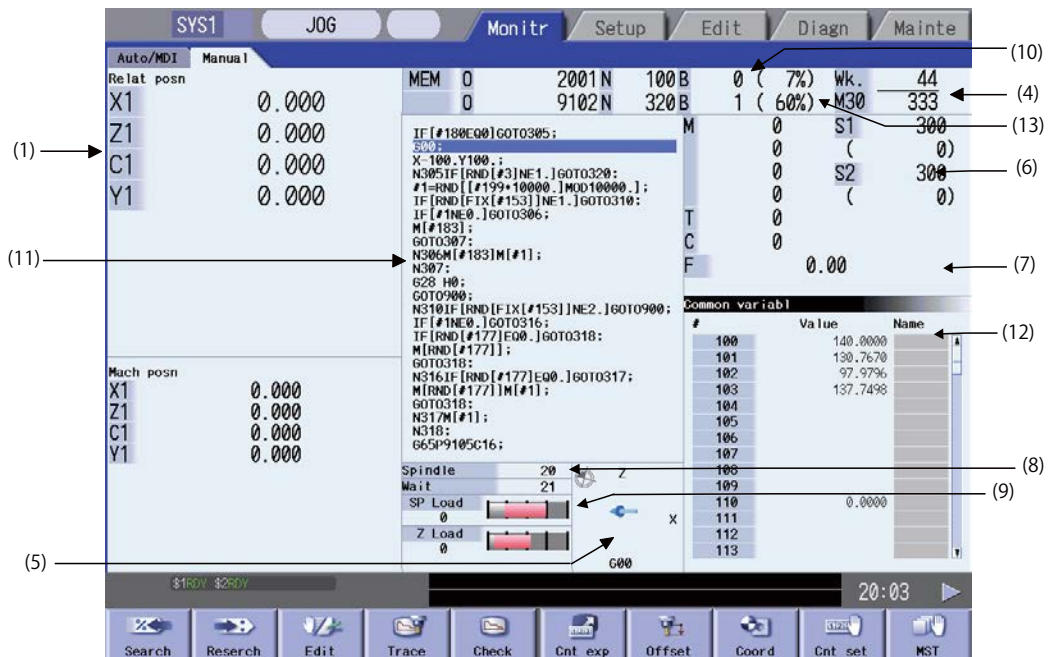 SYS1 JOG Monitr Setup Edit Diagn Mainte
Auto/MDI Manual
(10)
Relat posn
X1 0.000
Z1 0.000
C1 0.000
Y1 0.000
(1)
MEM O 2001 N 100 B 0 ( 7%) Wk. 44
O 9102 N 320 B 1 ( 60%) M30 333
(4)
(13)
IF[#180EQ0]GOTO305;
G00;
X-100.Y100.;
N305IF[RND[#3]NE1.]GOTO320;
#1=RND[[#199*10000.]MOD10000.];
IF[RND[FIX[#153]]NE1.]GOTO310;
IF[#1NE0.]GOTO306;
M[#183];
GOTO307;
N306M[#183]M[#1];
N307;
G28 H0;
GOTO900;
N310IF[RND[FIX[#153]]NE2.]GOTO900;
IF[#1NE0.]GOTO316;
IF[RND[#177]EQ0.]GOTO318;
M[RND[#177]];
GOTO318;
N316IF[RND[#177]EQ0.]GOTO317;
M[RND[#177]]M[#1];
GOTO318;
N317M[#1];
N318;
G65P9105C16;
(11)
M 0 S1 300
0 ( 0)
0 S2 300
0 ( 0)
T 0
C 0
F 0.00
(6)
(7)
Common variabl
# Value Name
100 140.0000
101 130.7670
102 97.9796
103 137.7498
104
105
106
107
108
109
110 0.0000
111
112
113
(12)
Mach posn
X1 0.000
Z1 0.000
C1 0.000
Y1 0.000
Spindle 20
Wait 21
SP Load
0
Z Load
0
Z
X
G00
(8)
(9)
(5)
$1RDY $2RDY
20:03
Search Reserch Edit Trace Check Cnt exp Offset Coord Cnt set MST